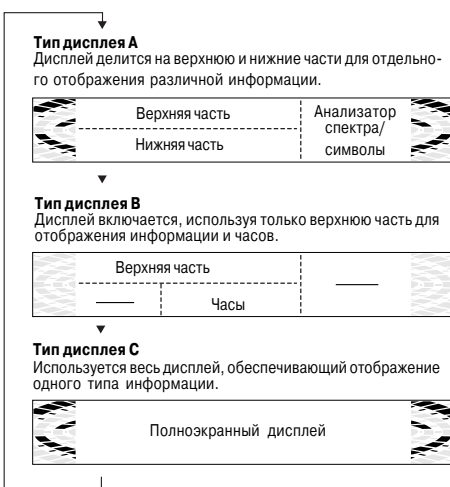 Тип дисплея A
Дисплей делится на верхнюю и нижние части для отдельно-
го отображения различной информации.
Верхняя часть
Нижняя часть
Анализатор
спектра/
символы
Тип дисплея B
Дисплей включается, используя только верхнюю часть для
отображения информации и часов.
Верхняя часть
Часы
Тип дисплея C
Используется весь дисплей, обеспечивающий отображение
одного типа информации.
Полноэкранный дисплей